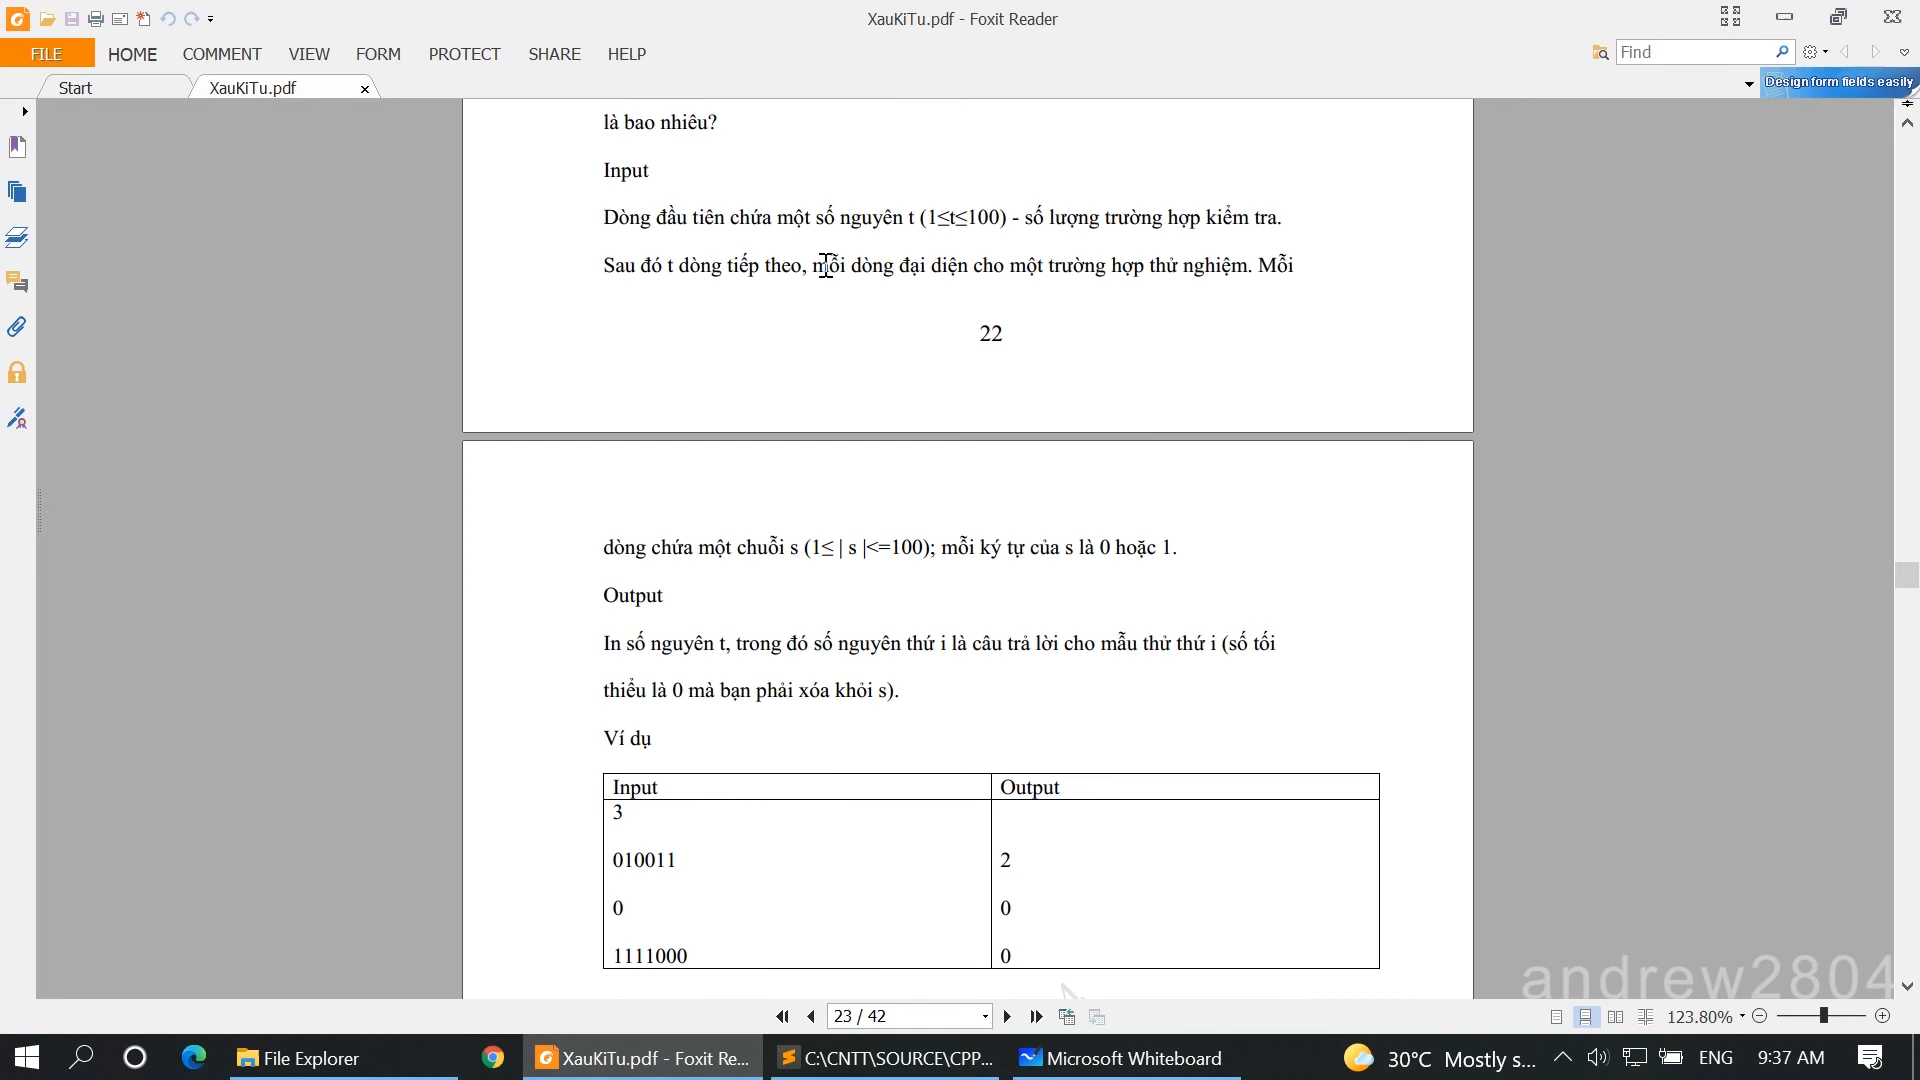 XauKiTu.pdf - Foxit Reader
FILE HOME COMMENT VIEW FORM PROTECT SHARE HELP
Find
Start XauKiTu.pdf
Design form fields easily
là bao nhiêu?
Input
Dòng đầu tiên chứa một số nguyên t (1≤t≤100) - số lượng trường hợp kiểm tra.
Sau đó t dòng tiếp theo, mỗi dòng đại diện cho một trường hợp thử nghiệm. Mỗi
22
dòng chứa một chuỗi s (1≤ | s |<=100); mỗi ký tự của s là 0 hoặc 1.
Output
In số nguyên t, trong đó số nguyên thứ i là câu trả lời cho mẫu thử thứ i (số tối
thiểu là 0 mà bạn phải xóa khỏi s).
Ví dụ
Input Output
3
010011 2
0 0
1111000 0
andrew2804
23 / 42
123.80%
File Explorer
XauKiTu.pdf - Foxit Re...
C:\CNTT\SOURCE\CPP...
Microsoft Whiteboard
30°C Mostly s...
ENG
9:37 AM